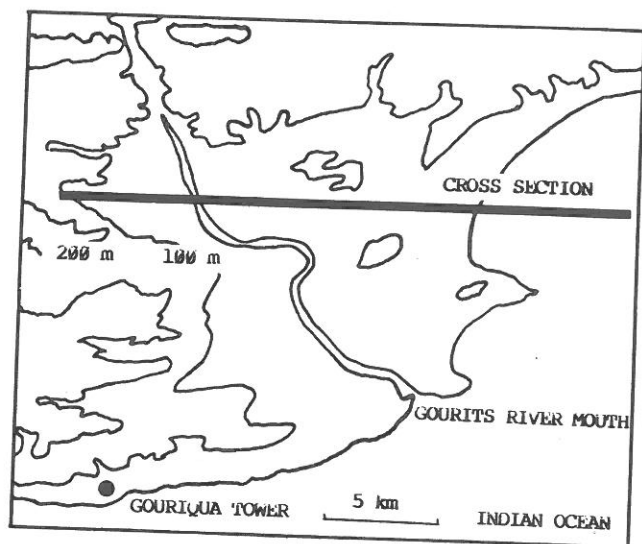 CROSS SECTION
200 m 100 m
GOURITS RIVER MOUTH
GOURIQUA TOWER 5 km INDIAN OCEAN